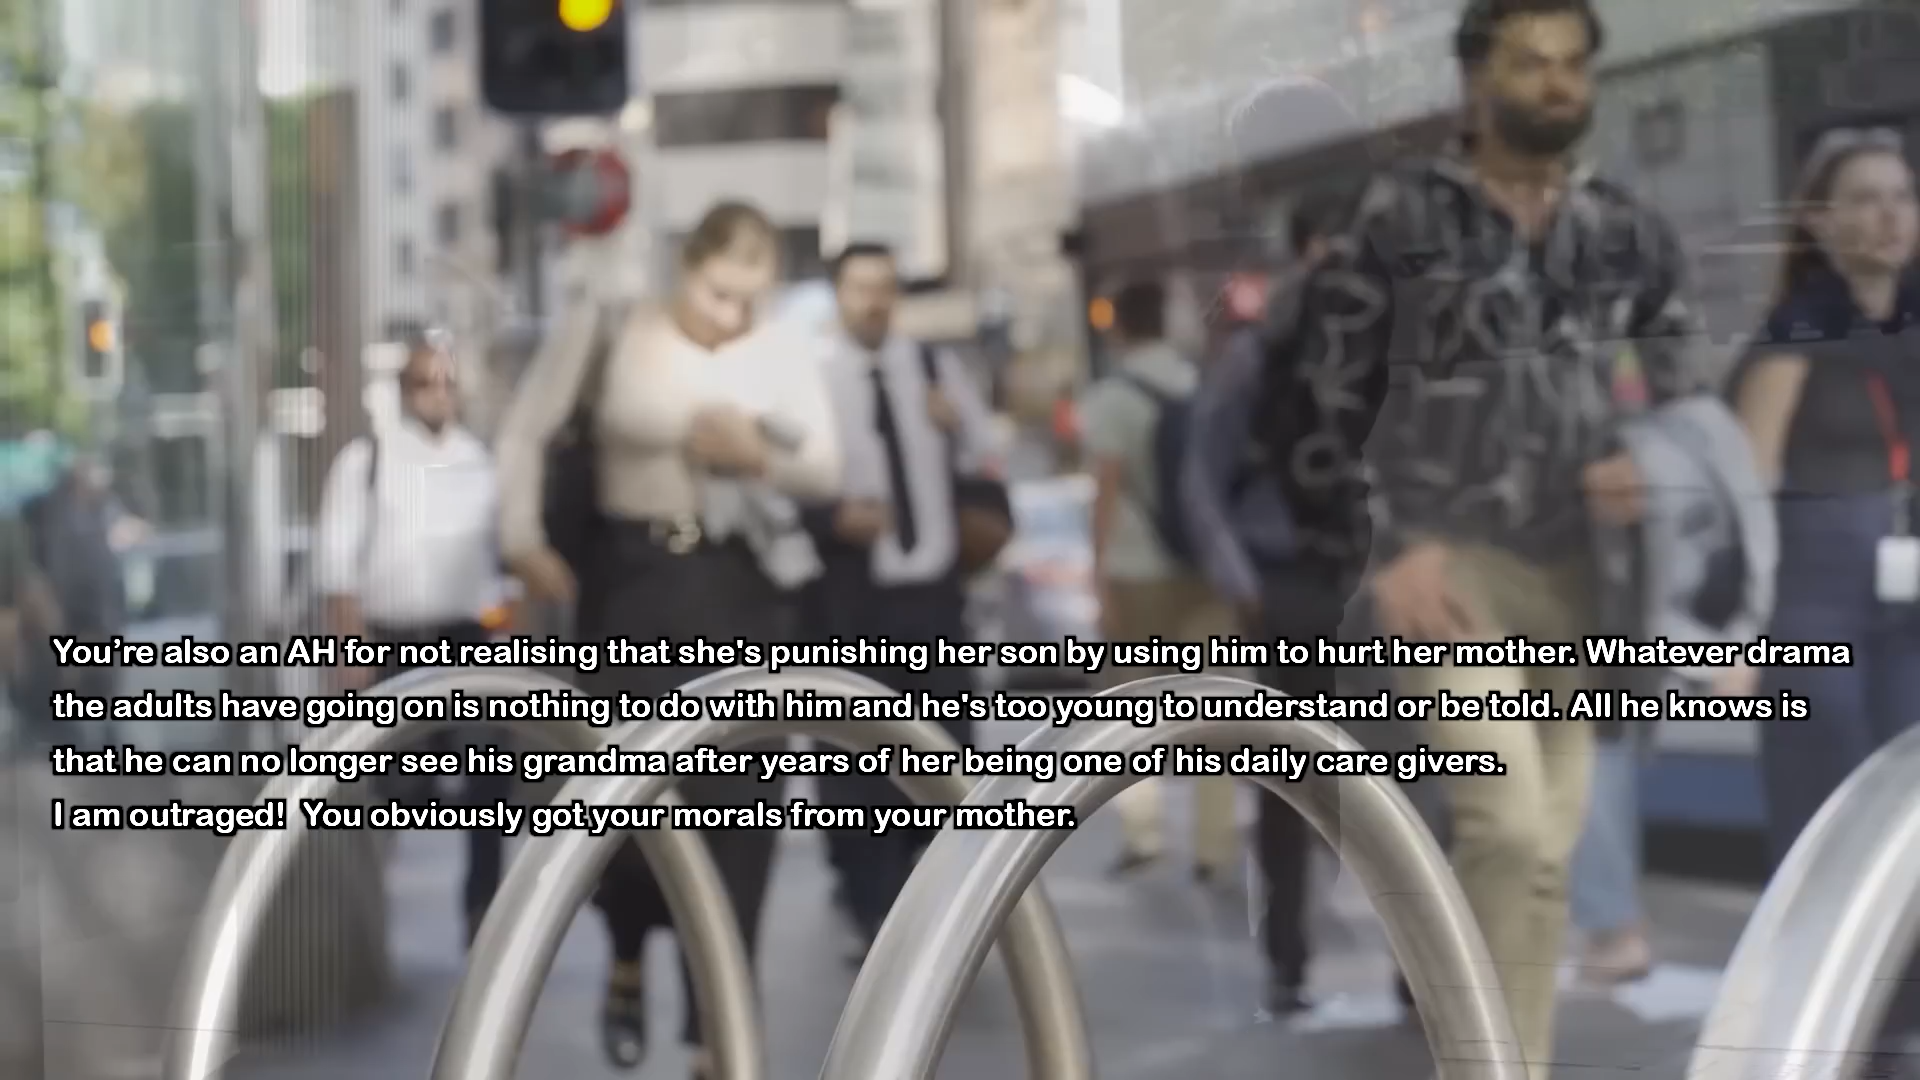 You’re also an AH for not realising that she's punishing her son by using him to hurt her mother. Whatever drama
the adults have going on is nothing to do with him and he's too young to understand or be told. All he knows is
that he can no longer see his grandma after years of her being one of his daily care givers.
I am outraged!  You obviously got your morals from your mother.